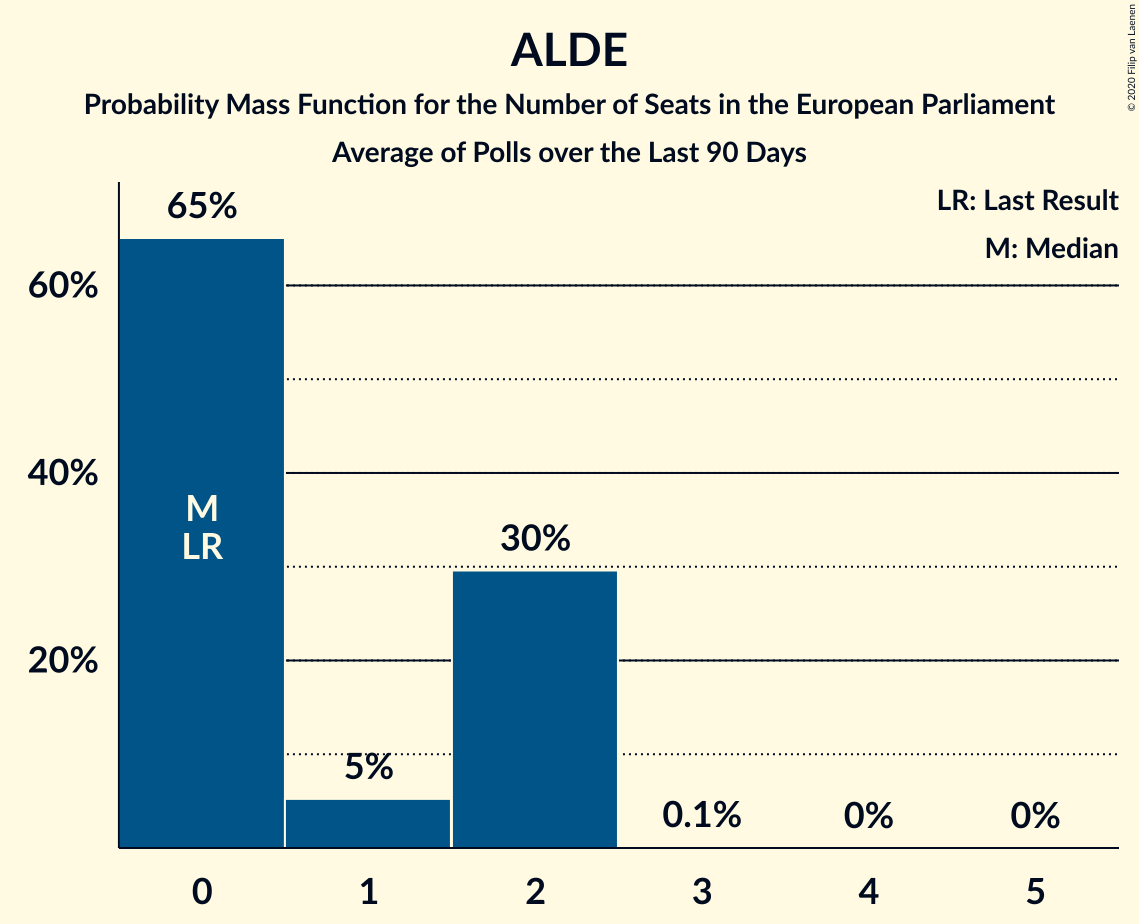 ALDE
Probability Mass Function for the Number of Seats in the European Parliament
Average of Polls over the Last 90 Days
© 2020 Filip van Laenen
LR: Last Result
M: Median
65%
60%
40%
20%
M
LR
5%
30%
0.1%
0%
0%
0 1 2 3 4 5